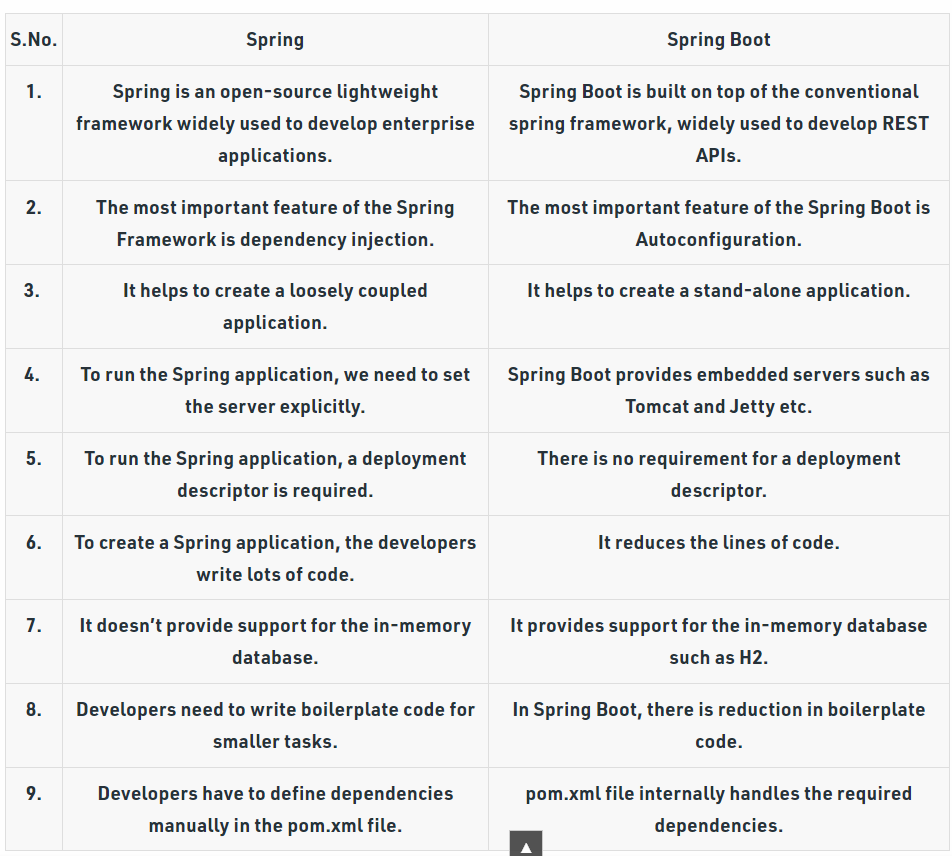 S.No. Spring Spring Boot
1. Spring is an open-source lightweight Spring Boot is built on top of the conventional
framework widely used to develop enterprise spring framework, widely used to develop REST
applications. APIs.
2. The most important feature of the Spring The most important feature of the Spring Boot is
Framework is dependency injection. Autoconfiguration.
3. It helps to create a loosely coupled It helps to create a stand-alone application.
application.
4. To run the Spring application, we need to set Spring Boot provides embedded servers such as
the server explicitly. Tomcat and Jetty etc.
5. To run the Spring application, a deployment There is no requirement for a deployment
descriptor is required. descriptor.
6. To create a Spring application, the developers It reduces the lines of code.
write lots of code.
7. It doesn’t provide support for the in-memory It provides support for the in-memory database
database. such as H2.
8. Developers need to write boilerplate code for In Spring Boot, there is reduction in boilerplate
smaller tasks. code.
9. Developers have to define dependencies pom.xml file internally handles the required
manually in the pom.xml file. dependencies.